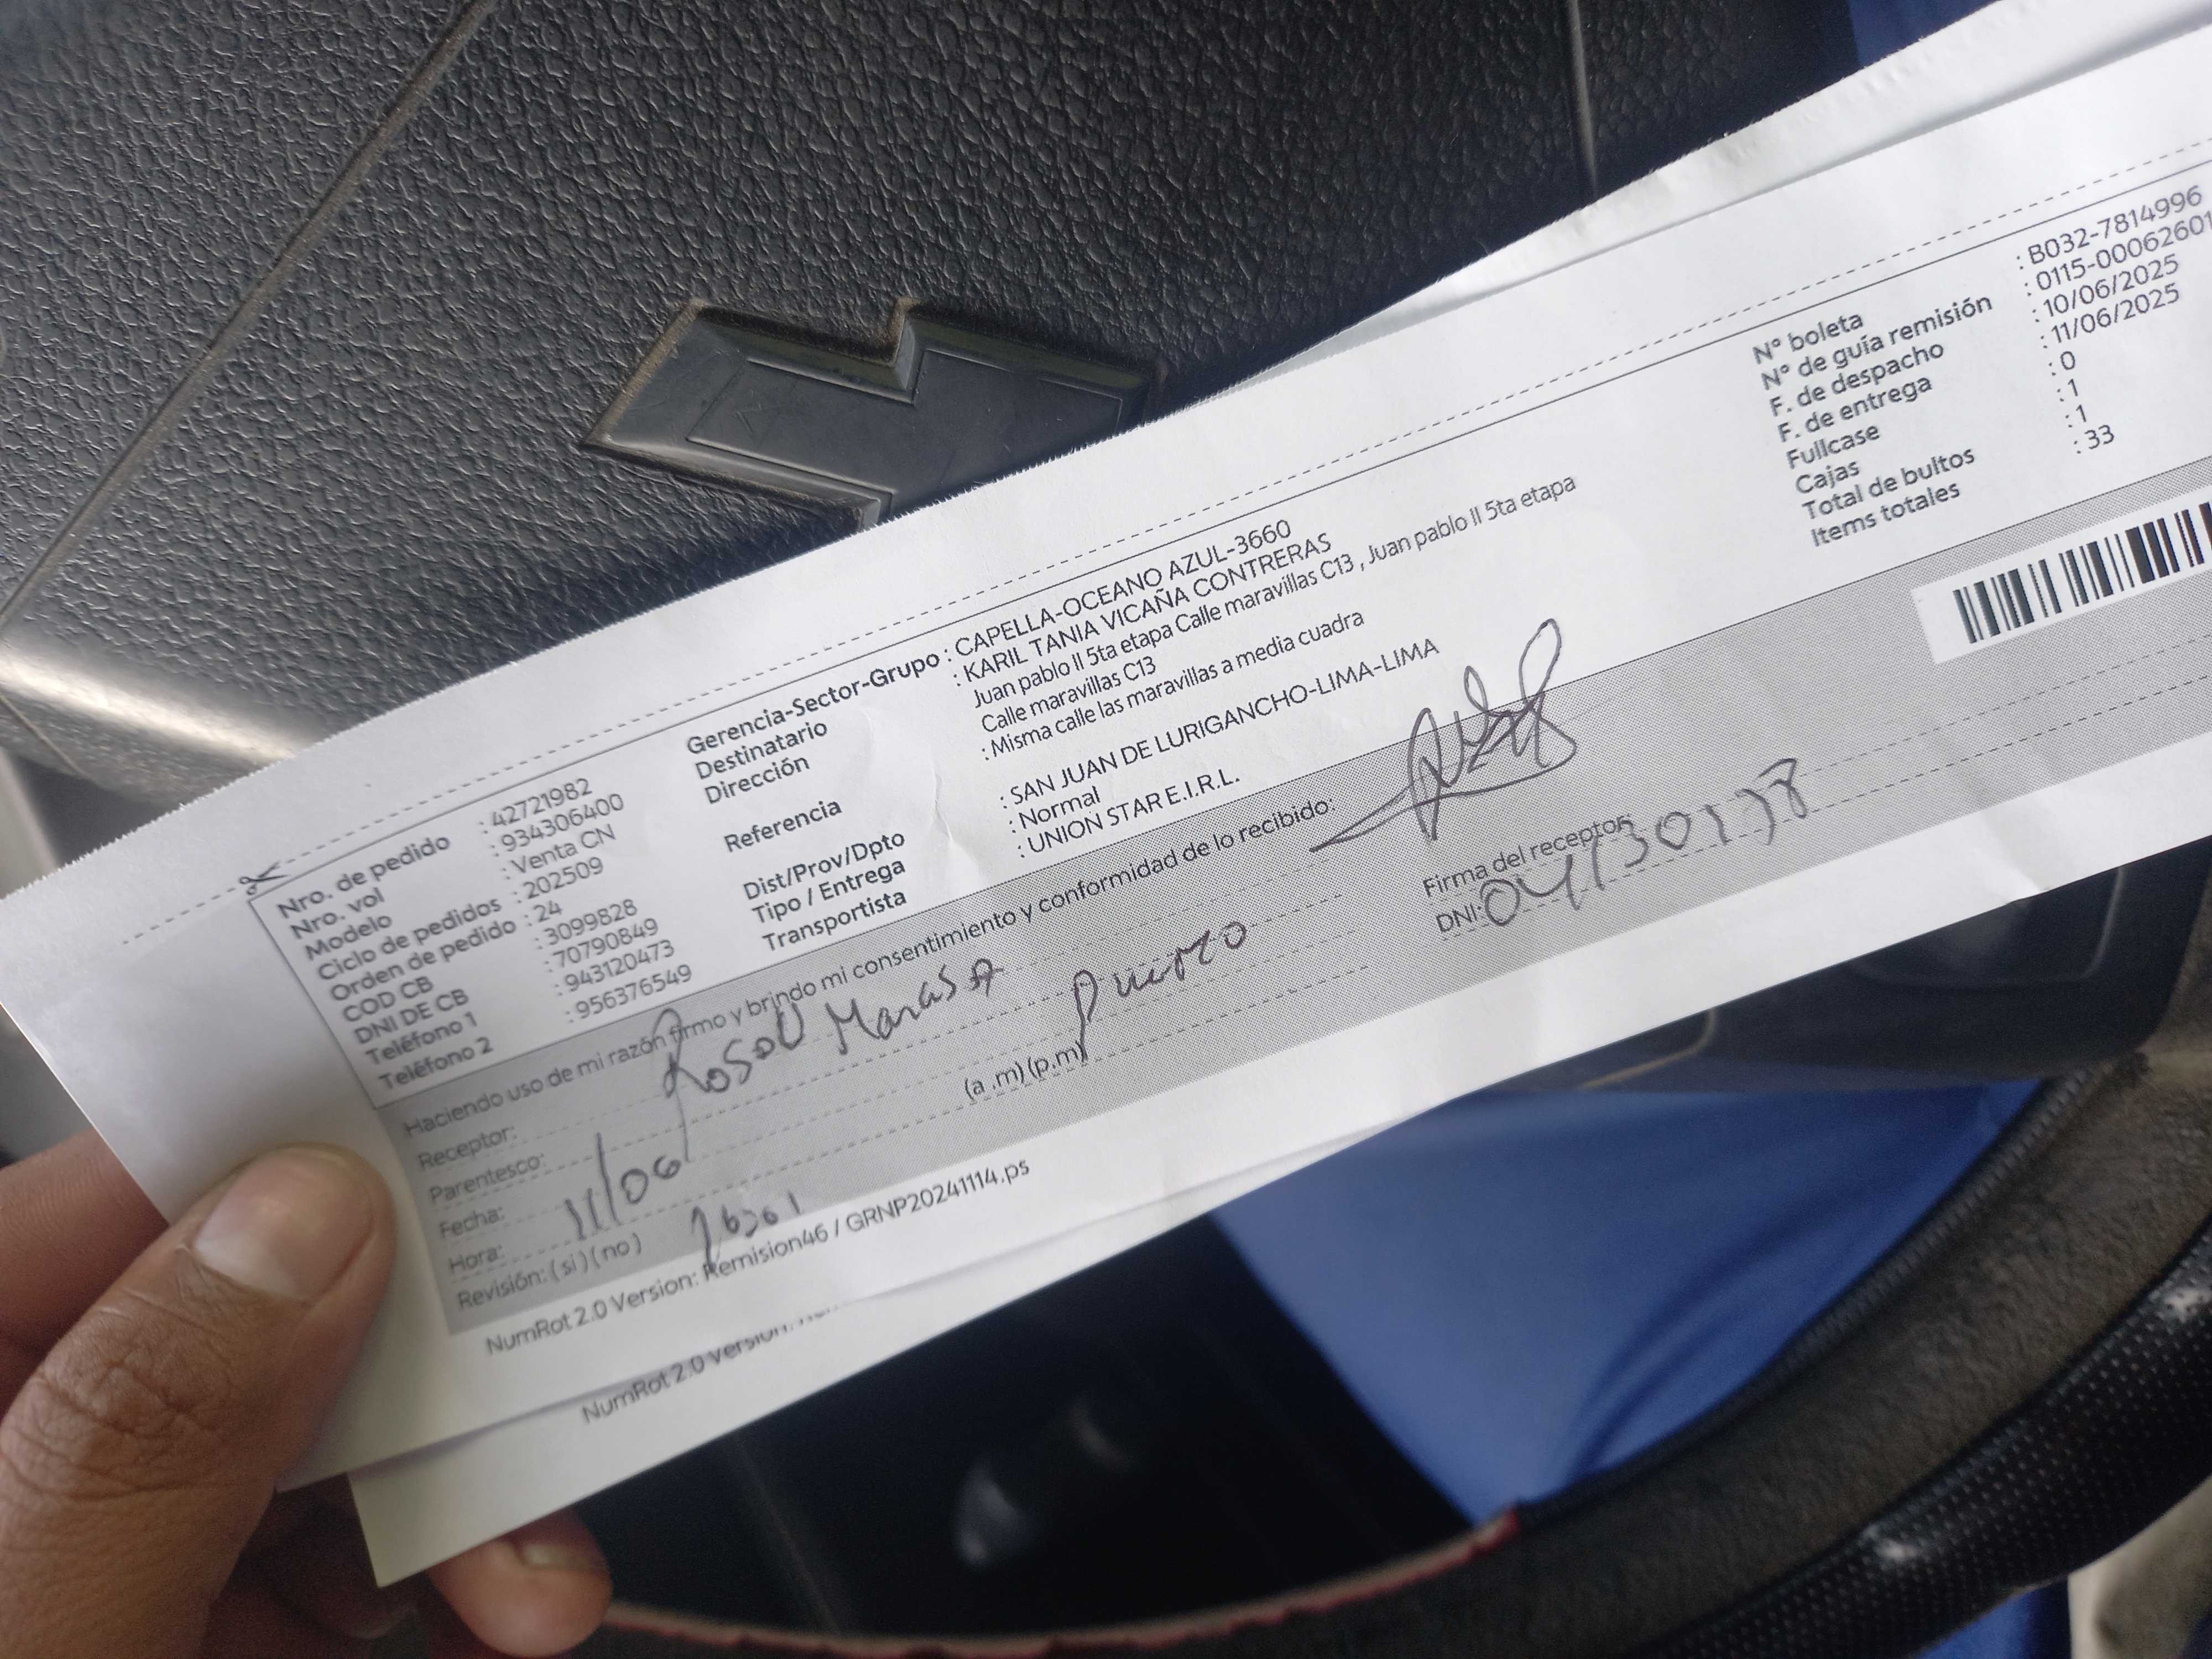 Nro. de pedido : 42721982
Nro. vol : 934306400
Modelo : Venta CN
Ciclo de pedidos : 202509
Orden de pedido : 24
COD CB : 3099828
DNI DE CB : 70790849
Teléfono 1 : 943120473
Teléfono 2 : 956376549
Gerencia-Sector-Grupo : CAPELLA-OCEANO AZUL-3660
Destinatario : KARIL TANIA VICAÑA CONTRERAS
Dirección Juan pablo II 5ta etapa Calle maravillas C13 , Juan pablo II 5ta etapa
Calle maravillas C13
Referencia : Misma calle las maravillas a media cuadra
Dist/Prov/Dpto : SAN JUAN DE LURIGANCHO-LIMA-LIMA
Tipo / Entrega : Normal
Transportista : UNION STAR E.I.R.L.
N° boleta : B032-7814996
N° de guía remisión : 0115-00062601
F. de despacho : 10/06/2025
F. de entrega : 11/06/2025
Fullcase : 0
Cajas : 1
Total de bultos : 1
Items totales : 33
Haciendo uso de mi razón firmo y brindo mi consentimiento y conformidad de lo recibido:
Receptor:
Parentesco:
Fecha: 11/06
Hora: (a .m) (p.m)
Revisión: ( si ) ( no )
Firma del receptor:
DNI:
NumRot 2.0 Version: Remision46 / GRNP20241114.ps
NumRot 2.0 Version: